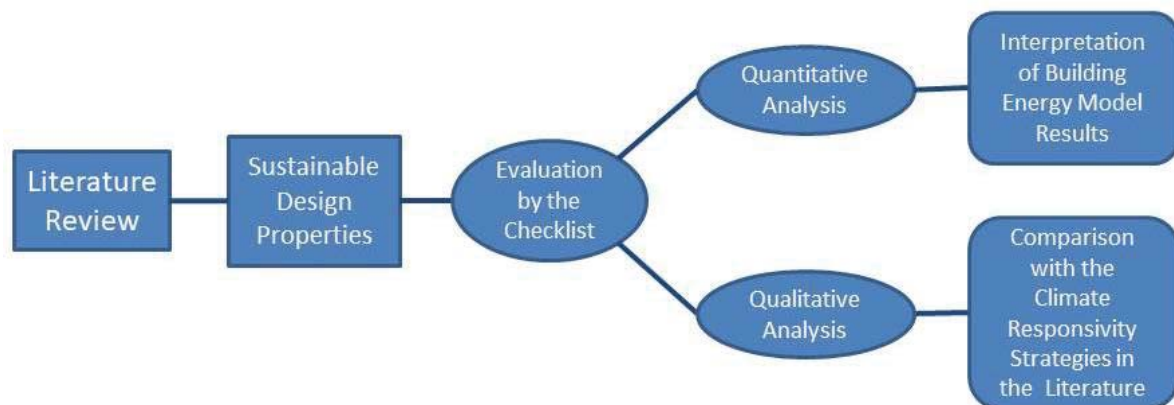 Literature
Review
Sustainable
Design
Properties
Evaluation
by the
Checklist
Quantitative
Analysis
Interpretation
of Building
Energy Model
Results
Qualitative
Analysis
Comparison
with the
Climate
Responsivity
Strategies in
the Literature